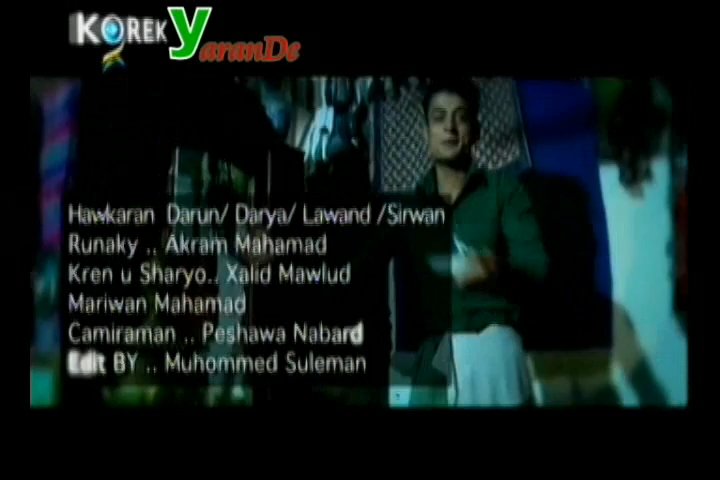 KOREK YaranDe
Hawkaran Darun/ Darya/ Lawand /Sirwan
Runaky .. Akram Mahamad
Kren u Sharyo.. Xalid Mawlud
Mariwan Mahamad
Camiraman .. Peshawa Nabard
Edit BY .. Muhommed Suleman